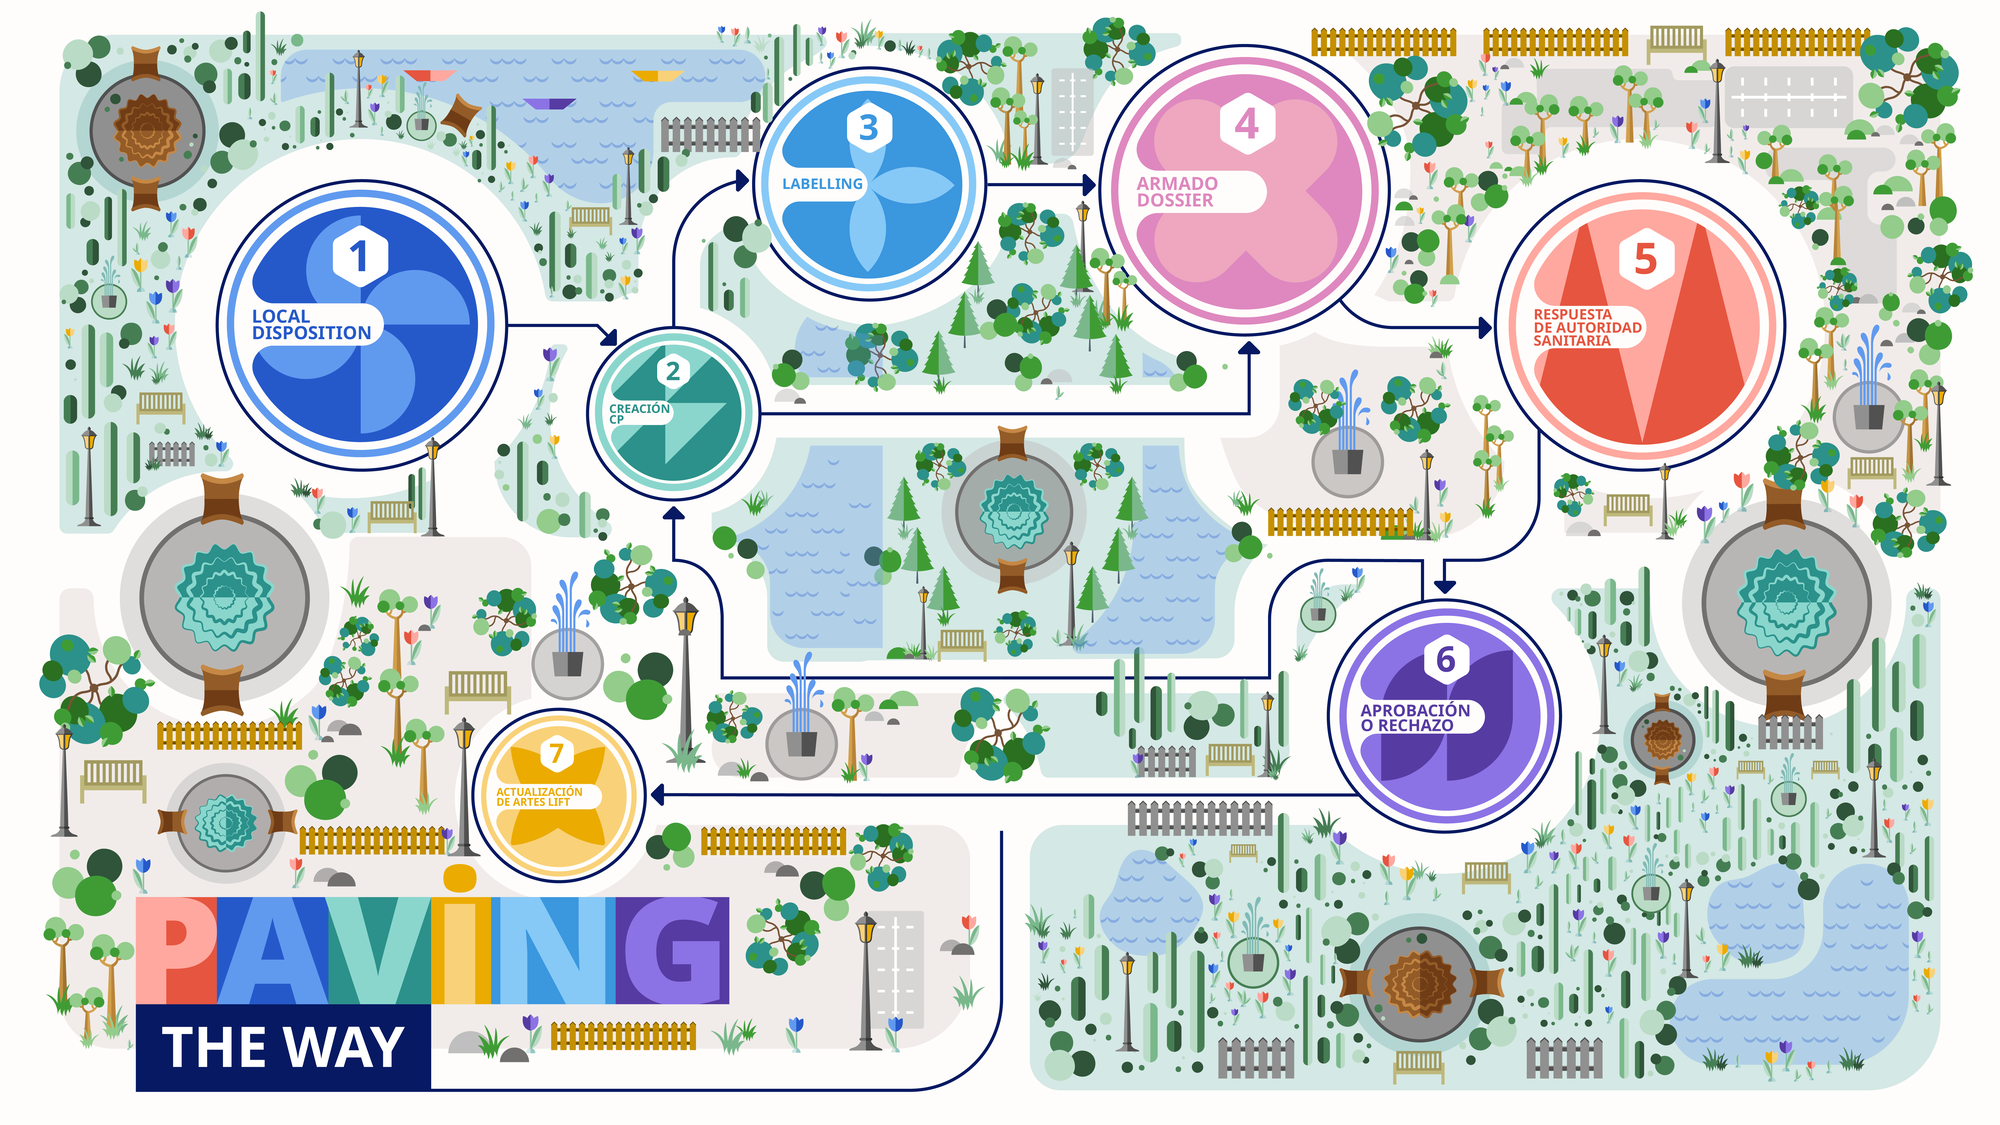 1
LOCAL
DISPOSITION
2
CREACIÓN
CP
3
LABELLING
4
ARMADO
DOSSIER
5
RESPUESTA
DE AUTORIDAD
SANITARIA
6
APROBACIÓN
O RECHAZO
7
ACTUALIZACIÓN
DE ARTES LIFT
PAViNG
THE WAY